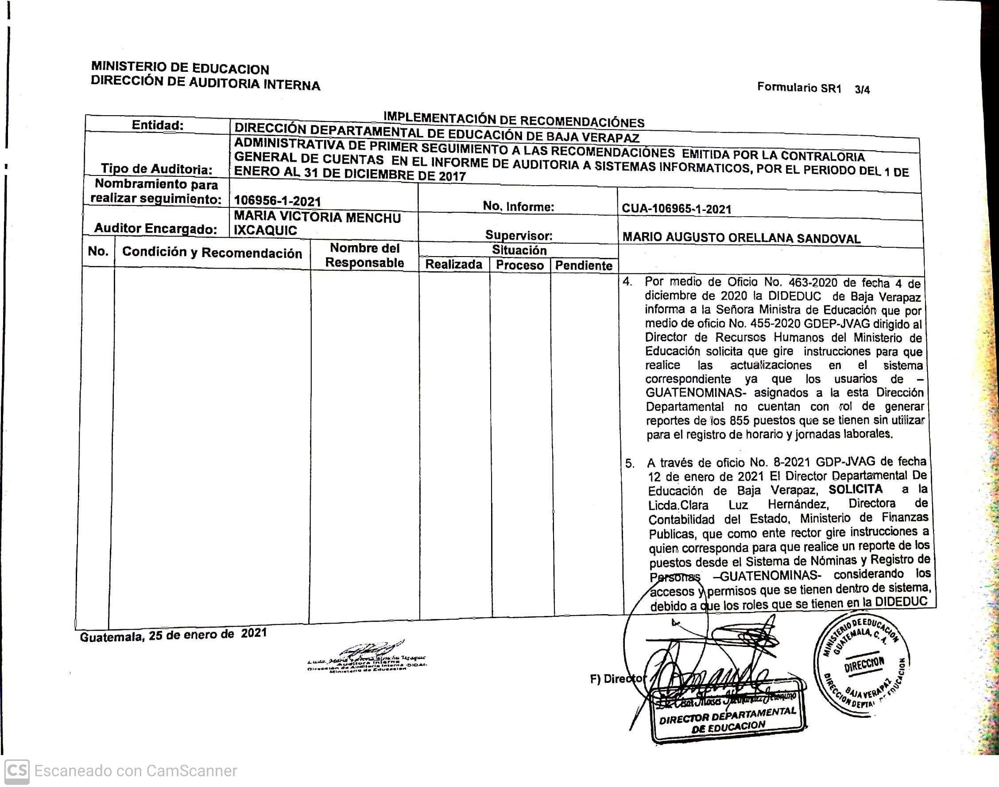 MINISTERIO DE EDUCACION
DIRECCIÓN DE AUDITORIA INTERNA
Formulario SR1 3/4
IMPLEMENTACIÓN DE RECOMENDACIÓNES
Entidad:
DIRECCIÓN DEPARTAMENTAL DE EDUCACIÓN DE BAJA VERAPAZ
Tipo de Auditoria:
ADMINISTRATIVA DE PRIMER SEGUIMIENTO A LAS RECOMENDACIÓNES EMITIDA POR LA CONTRALORIA
GENERAL DE CUENTAS EN EL INFORME DE AUDITORIA A SISTEMAS INFORMATICOS, POR EL PERIODO DEL 1 DE
ENERO AL 31 DE DICIEMBRE DE 2017
Nombramiento para
realizar seguimiento:
106956-1-2021
No. Informe:
CUA-106965-1-2021
Auditor Encargado:
MARIA VICTORIA MENCHU
IXCAQUIC
Supervisor:
MARIO AUGUSTO ORELLANA SANDOVAL
No.
Condición y Recomendación
Nombre del
Responsable
Situación
Realizada
Proceso
Pendiente
4. Por medio de Oficio No. 463-2020 de fecha 4 de
diciembre de 2020 la DIDEDUC de Baja Verapaz
informa a la Señora Ministra de Educación que por
medio de oficio No. 455-2020 GDEP-JVAG dirigido al
Director de Recursos Humanos del Ministerio de
Educación solicita que gire instrucciones para que
realice las actualizaciones en el sistema
correspondiente ya que los usuarios de –
GUATENOMINAS- asignados a la esta Dirección
Departamental no cuentan con rol de generar
reportes de los 855 puestos que se tienen sin utilizar
para el registro de horario y jornadas laborales.
5. A través de oficio No. 8-2021 GDP-JVAG de fecha
12 de enero de 2021 El Director Departamental De
Educación de Baja Verapaz, SOLICITA a la
Licda.Clara Luz Hernández, Directora de
Contabilidad del Estado, Ministerio de Finanzas
Publicas, que como ente rector gire instrucciones a
quien corresponda para que realice un reporte de los
puestos desde el Sistema de Nóminas y Registro de
Personas –GUATENOMINAS- considerando los
accesos y permisos que se tienen dentro de sistema,
debido a que los roles que se tienen en la DIDEDUC
Guatemala, 25 de enero de 2021
Licda. María
Auditora Interna
Dirección de Auditoría Interna -DIDAI-
Ministerio de Educación
F) Director
César Moises Jerónimo
DIRECTOR DEPARTAMENTAL
DE EDUCACION
MINISTERIO DE EDUCACION
GUATEMALA, C. A.
DIRECCION
BAJA VERAPAZ
DIRECCION DEPTAL DE EDUCACION
CS Escaneado con CamScanner